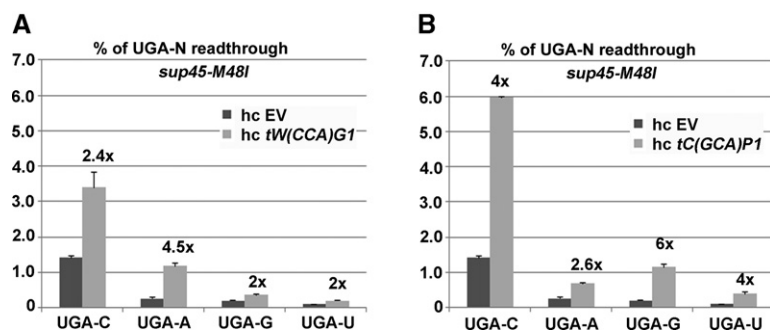 A
% of UGA-N readthrough
sup45-M48I
7.0
6.0
5.0
4.0
3.0
2.0
1.0
0
hc EV
hc tW(CCA)G1
2.4x
4.5x
2x
2x
UGA-C UGA-A UGA-G UGA-U
B
% of UGA-N readthrough
sup45-M48I
7.0
6.0
5.0
4.0
3.0
2.0
1.0
0
4x
hc EV
hc tC(GCA)P1
2.6x
6x
4x
UGA-C UGA-A UGA-G UGA-U